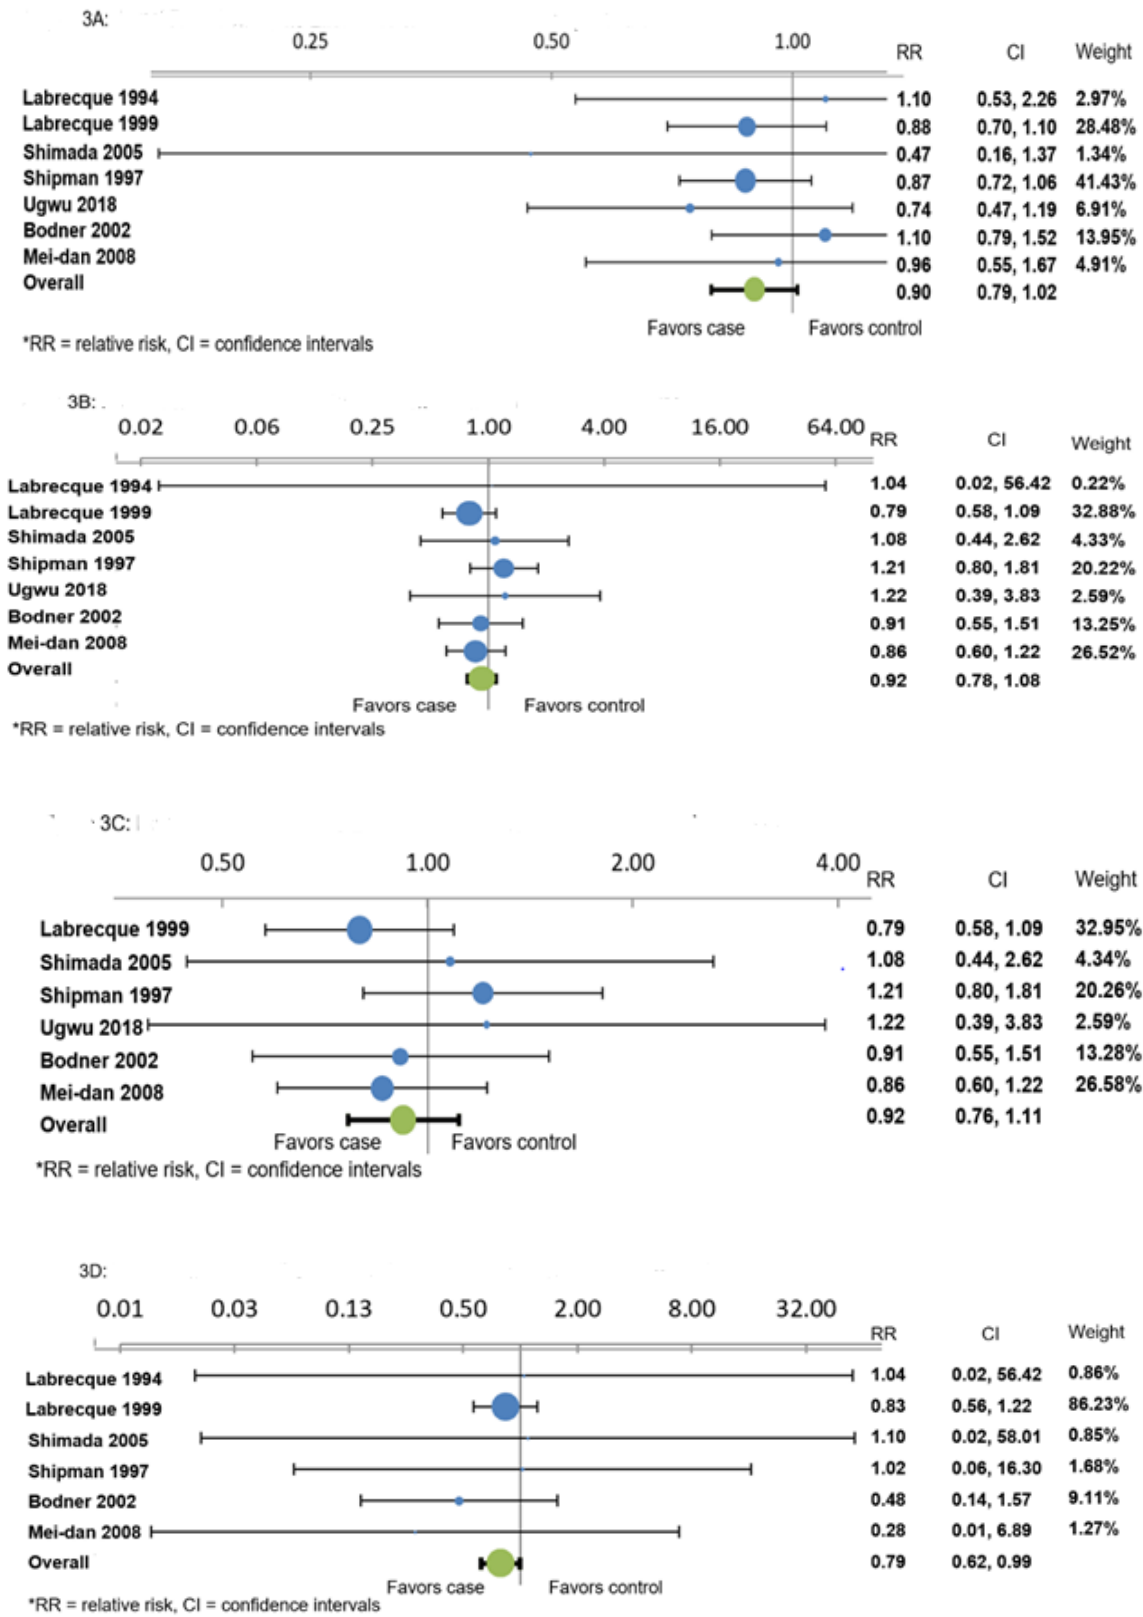 3A:
0.25 0.50 1.00
RR CI Weight
Labrecque 1994 1.10 0.53, 2.26 2.97%
Labrecque 1999 0.88 0.70, 1.10 28.48%
Shimada 2005 0.47 0.16, 1.37 1.34%
Shipman 1997 0.87 0.72, 1.06 41.43%
Ugwu 2018 0.74 0.47, 1.19 6.91%
Bodner 2002 1.10 0.79, 1.52 13.95%
Mei-dan 2008 0.96 0.55, 1.67 4.91%
Overall 0.90 0.79, 1.02
Favors case Favors control
*RR = relative risk, CI = confidence intervals
3B:
0.02 0.06 0.25 1.00 4.00 16.00 64.00
RR CI Weight
Labrecque 1994 1.04 0.02, 56.42 0.22%
Labrecque 1999 0.79 0.58, 1.09 32.88%
Shimada 2005 1.08 0.44, 2.62 4.33%
Shipman 1997 1.21 0.80, 1.81 20.22%
Ugwu 2018 1.22 0.39, 3.83 2.59%
Bodner 2002 0.91 0.55, 1.51 13.25%
Mei-dan 2008 0.86 0.60, 1.22 26.52%
Overall 0.92 0.78, 1.08
Favors case Favors control
*RR = relative risk, CI = confidence intervals
3C:
0.50 1.00 2.00 4.00
RR CI Weight
Labrecque 1999 0.79 0.58, 1.09 32.95%
Shimada 2005 1.08 0.44, 2.62 4.34%
Shipman 1997 1.21 0.80, 1.81 20.26%
Ugwu 2018 1.22 0.39, 3.83 2.59%
Bodner 2002 0.91 0.55, 1.51 13.28%
Mei-dan 2008 0.86 0.60, 1.22 26.58%
Overall 0.92 0.76, 1.11
Favors case Favors control
*RR = relative risk, CI = confidence intervals
3D:
0.01 0.03 0.13 0.50 2.00 8.00 32.00
RR CI Weight
Labrecque 1994 1.04 0.02, 56.42 0.86%
Labrecque 1999 0.83 0.56, 1.22 86.23%
Shimada 2005 1.10 0.02, 58.01 0.85%
Shipman 1997 1.02 0.06, 16.30 1.68%
Bodner 2002 0.48 0.14, 1.57 9.11%
Mei-dan 2008 0.28 0.01, 6.89 1.27%
Overall 0.79 0.62, 0.99
Favors case Favors control
*RR = relative risk, CI = confidence intervals